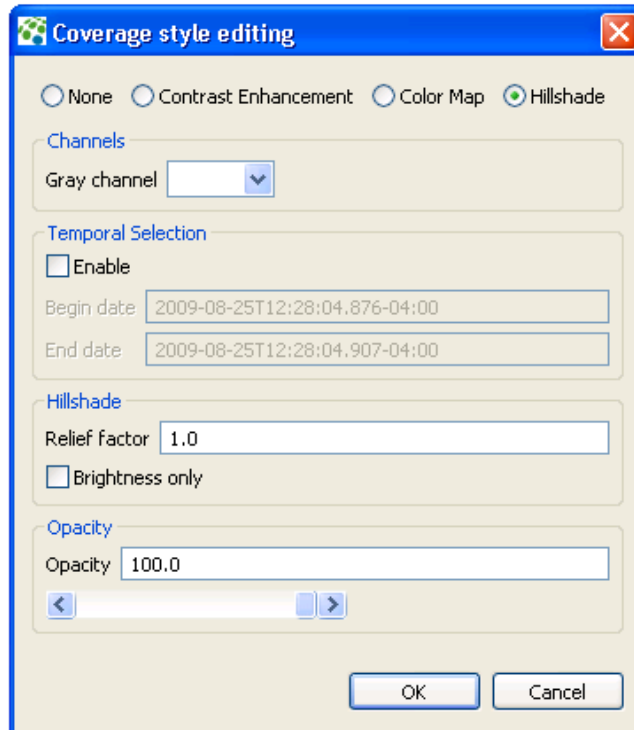 Coverage style editing
None Contrast Enhancement Color Map Hillshade
Channels
Gray channel
Temporal Selection
Enable
Begin date 2009-08-25T12:28:04.876-04:00
End date 2009-08-25T12:28:04.907-04:00
Hillshade
Relief factor 1.0
Brightness only
Opacity
Opacity 100.0
OK Cancel